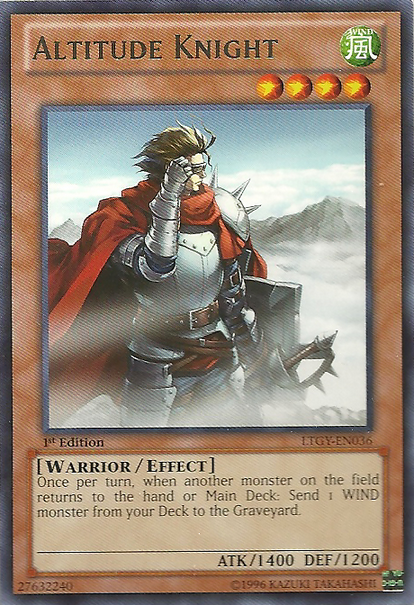 ALTITUDE KNIGHT
WIND
風
1st Edition
LTGY-EN036
[WARRIOR / EFFECT]
Once per turn, when another monster on the field
returns to the hand or Main Deck: Send 1 WIND
monster from your Deck to the Graveyard.
ATK/1400 DEF/1200
27632240
©1996 KAZUKI TAKAHASHI